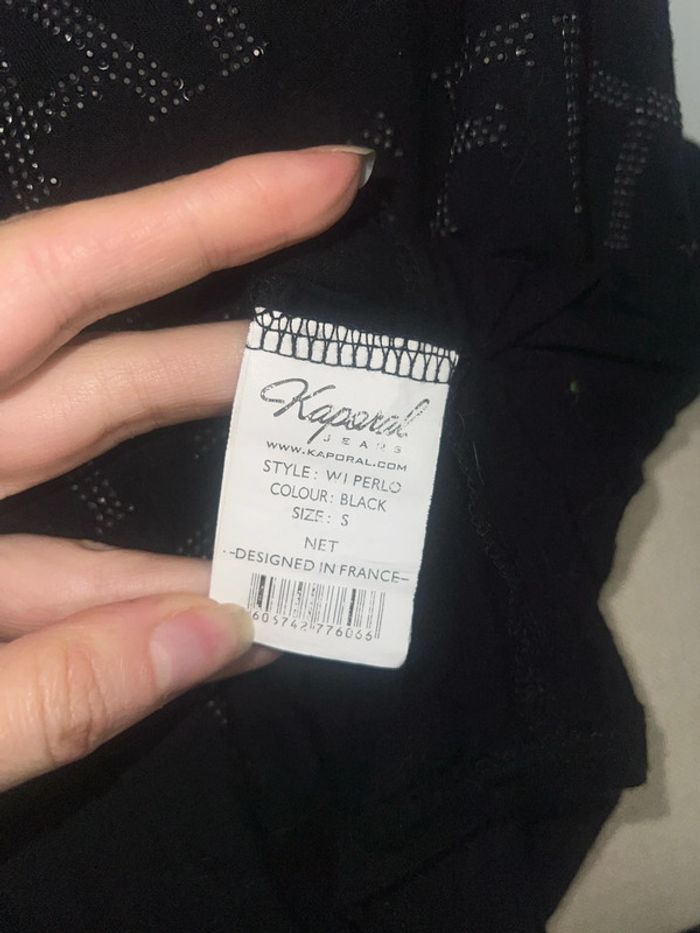 Kaporal
JEANS
WWW.KAPORAL.COM
STYLE: WI PERLO
COLOUR: BLACK
SIZE: S
NET
-DESIGNED IN FRANCE-